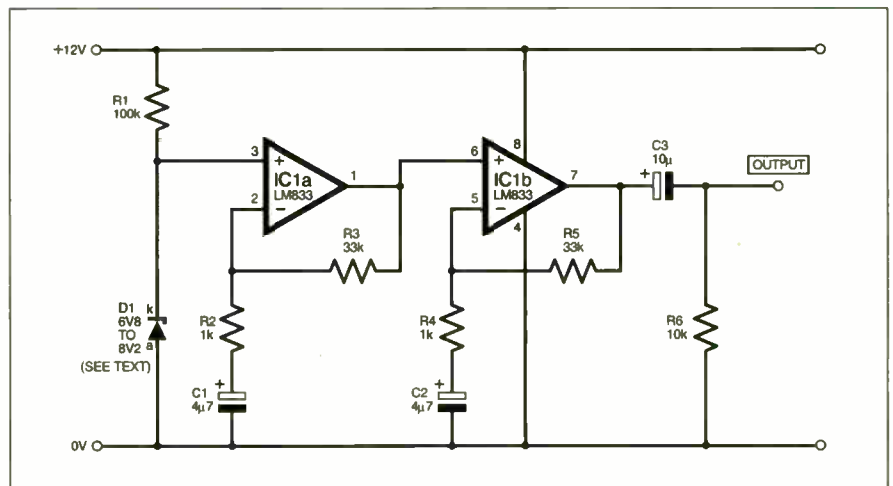 +12V
R1
100k
3
+
IC1a
LM833
2
−
1
R3
33k
R2
1k
+
C1
4μ7
D1
6V8
TO
8V2
(SEE TEXT)
k
a
6
+
IC1b
LM833
5
−
8
4
7
R5
33k
R4
1k
+
C2
4μ7
C3
10μ
+
OUTPUT
R6
10k
0V